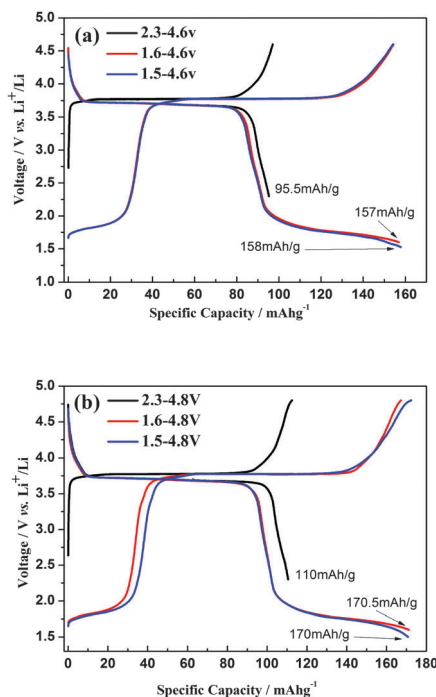 (a)
2.3-4.6v
1.6-4.6v
1.5-4.6v
Voltage / V vs. Li⁺/Li
5.0
4.5
4.0
3.5
3.0
2.5
2.0
1.5
1.0
95.5mAh/g
157mAh/g
158mAh/g
0 20 40 60 80 100 120 140 160
Specific Capacity / mAhg⁻¹
(b)
2.3-4.8V
1.6-4.8V
1.5-4.8V
Voltage / V vs. Li⁺/Li
5.0
4.5
4.0
3.5
3.0
2.5
2.0
1.5
110mAh/g
170.5mAh/g
170mAh/g
0 20 40 60 80 100 120 140 160 180
Specific Capacity / mAhg⁻¹